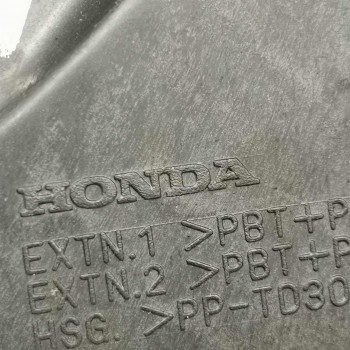 HONDA
EXTN.1 >PBT+P
EXTN.2 >PBT+P
HSG. >PP-TD30